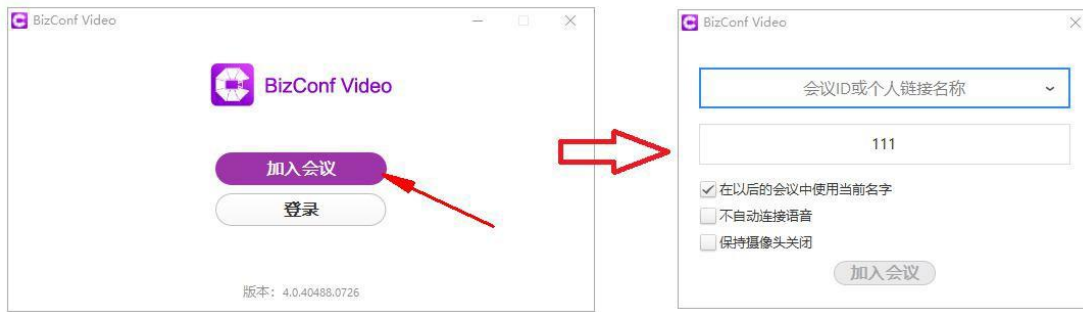 BizConf Video
BizConf Video
加入会议
登录
版本：4.0.40488.0726
BizConf Video
会议ID或个人链接名称
111
在以后的会议中使用当前名字
不自动连接语音
保持摄像头关闭
加入会议